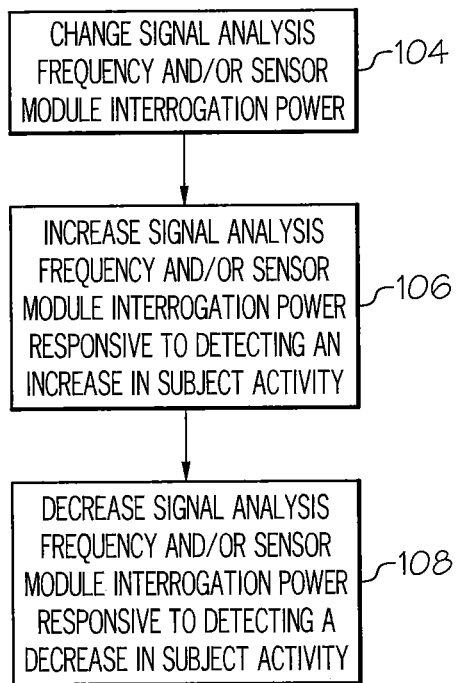 CHANGE SIGNAL ANALYSIS
FREQUENCY AND/OR SENSOR
MODULE INTERROGATION POWER
104
INCREASE SIGNAL ANALYSIS
FREQUENCY AND/OR SENSOR
MODULE INTERROGATION POWER
RESPONSIVE TO DETECTING AN
INCREASE IN SUBJECT ACTIVITY
106
DECREASE SIGNAL ANALYSIS
FREQUENCY AND/OR SENSOR
MODULE INTERROGATION POWER
RESPONSIVE TO DETECTING A
DECREASE IN SUBJECT ACTIVITY
108